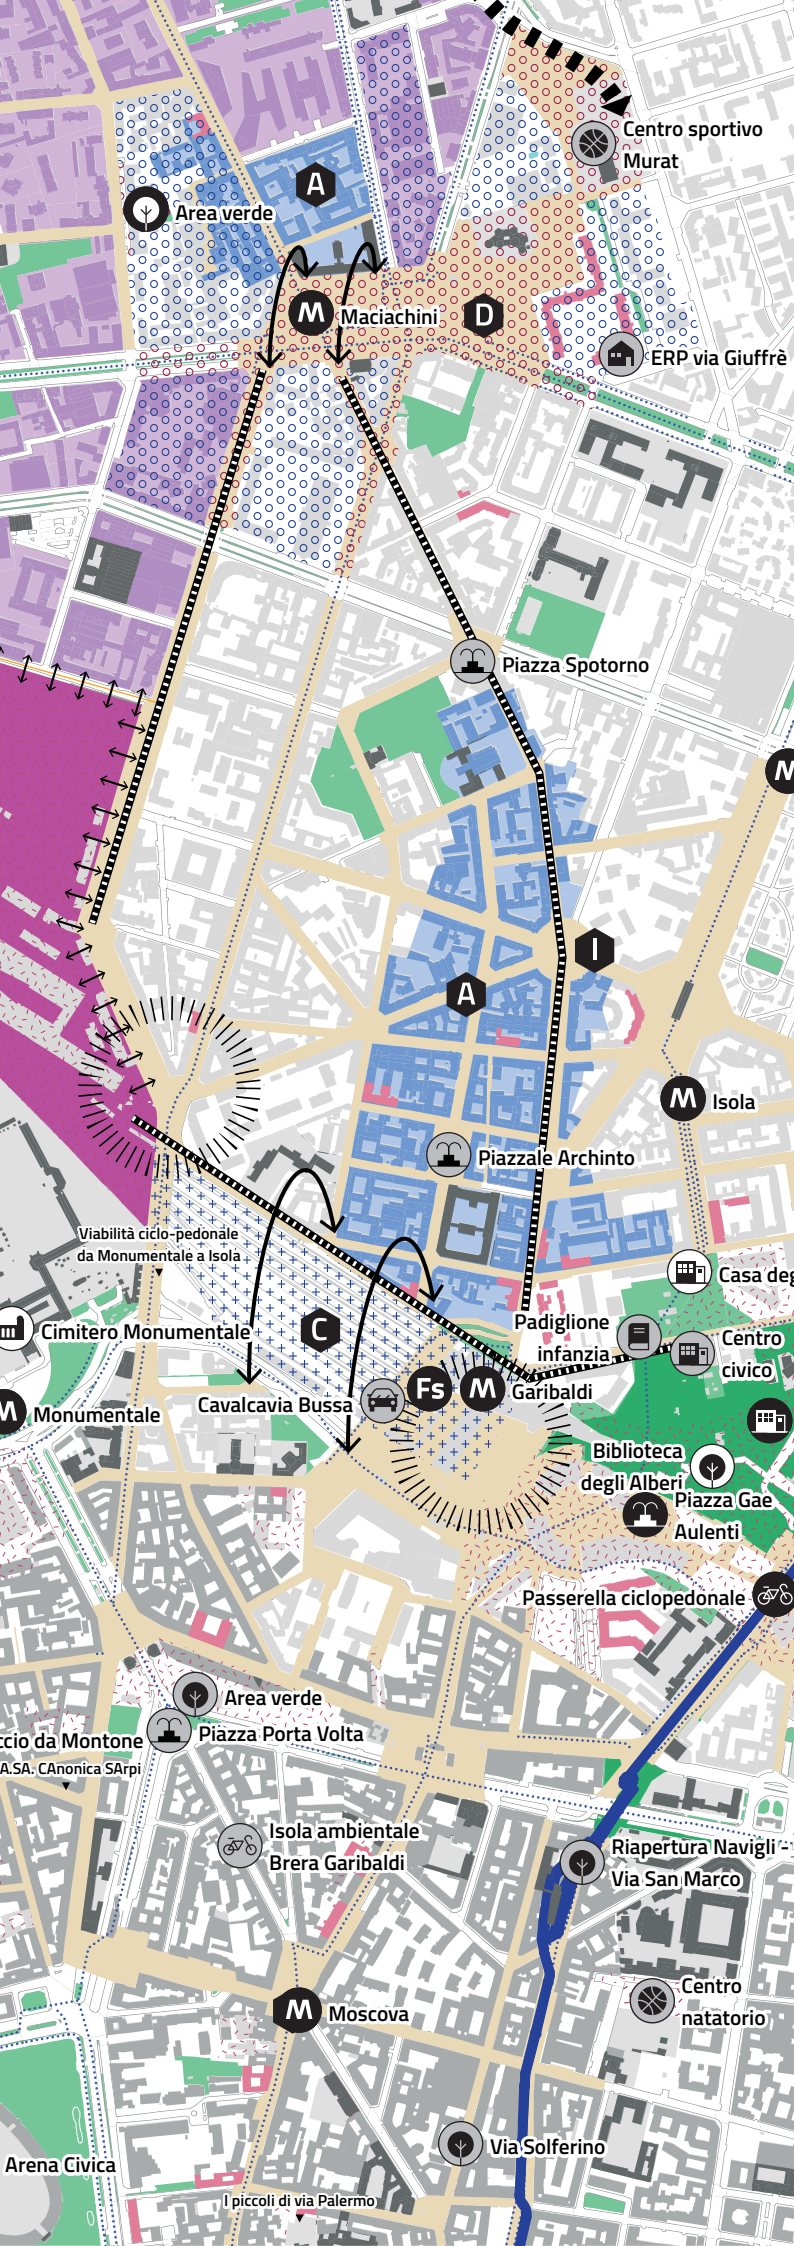 Centro sportivo
Murat
A
Area verde
M Maciachini
D
ERP via Giuffrè
Piazza Spotorno
M
I
A
M Isola
Piazzale Archinto
Viabilità ciclo-pedonale
da Monumentale a Isola
Casa deg
C
Cimitero Monumentale
Padiglione
infanzia
Centro
civico
Fs M Garibaldi
Cavalcavia Bussa
M Monumentale
Biblioteca
degli Alberi
Piazza Gae
Aulenti
Passerella ciclopedonale
Area verde
Piazza Porta Volta
ccio da Montone
A.SA. CAnonica SArpi
Isola ambientale
Brera Garibaldi
Riapertura Navigli -
Via San Marco
Centro
natatorio
M Moscova
Via Solferino
Arena Civica
I piccoli di via Palermo